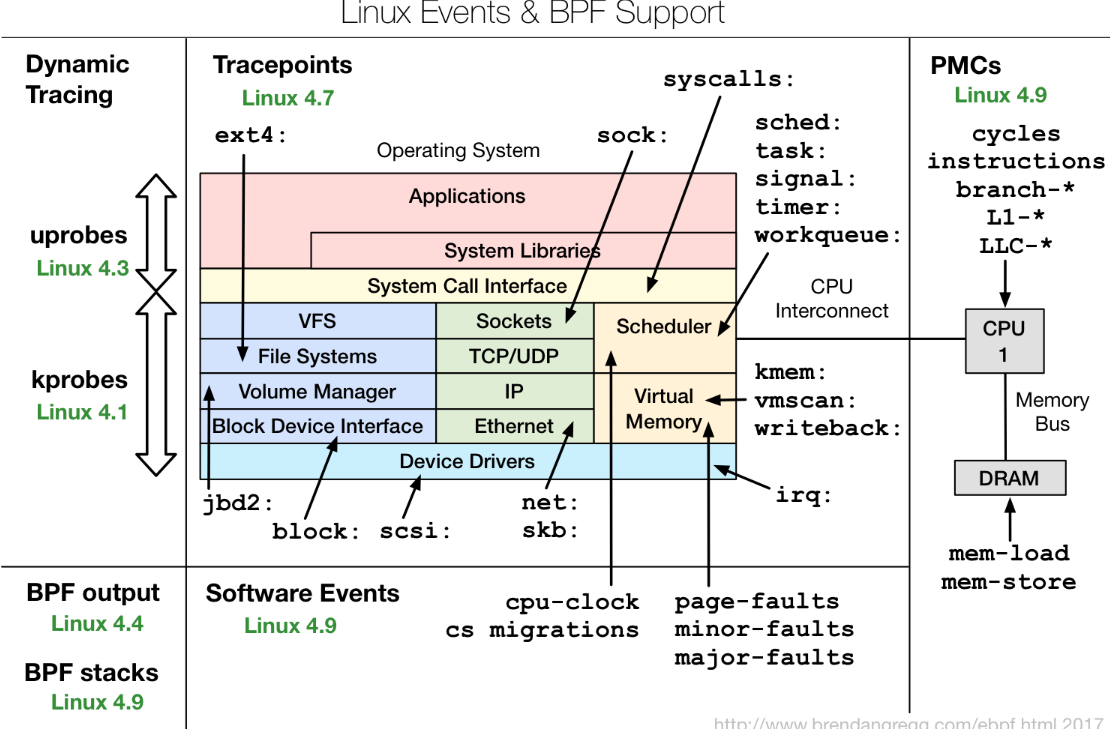 Linux Events & BPF Support
Dynamic
Tracing
uprobes
Linux 4.3
kprobes
Linux 4.1
BPF output
Linux 4.4
BPF stacks
Linux 4.9
Tracepoints
Linux 4.7
syscalls:
ext4:
Operating System
sock:
sched:
task:
signal:
timer:
workqueue:
Applications
System Libraries
System Call Interface
VFS
Sockets
Scheduler
File Systems
TCP/UDP
Volume Manager
IP
Virtual
Memory
Block Device Interface
Ethernet
Device Drivers
kmem:
vmscan:
writeback:
jbd2:
block:
scsi:
net:
skb:
irq:
Software Events
Linux 4.9
cpu-clock
cs migrations
page-faults
minor-faults
major-faults
PMCs
Linux 4.9
cycles
instructions
branch-*
L1-*
LLC-*
CPU
Interconnect
CPU
1
Memory
Bus
DRAM
mem-load
mem-store
http://www.brendangregg.com/ebpf.html 2017